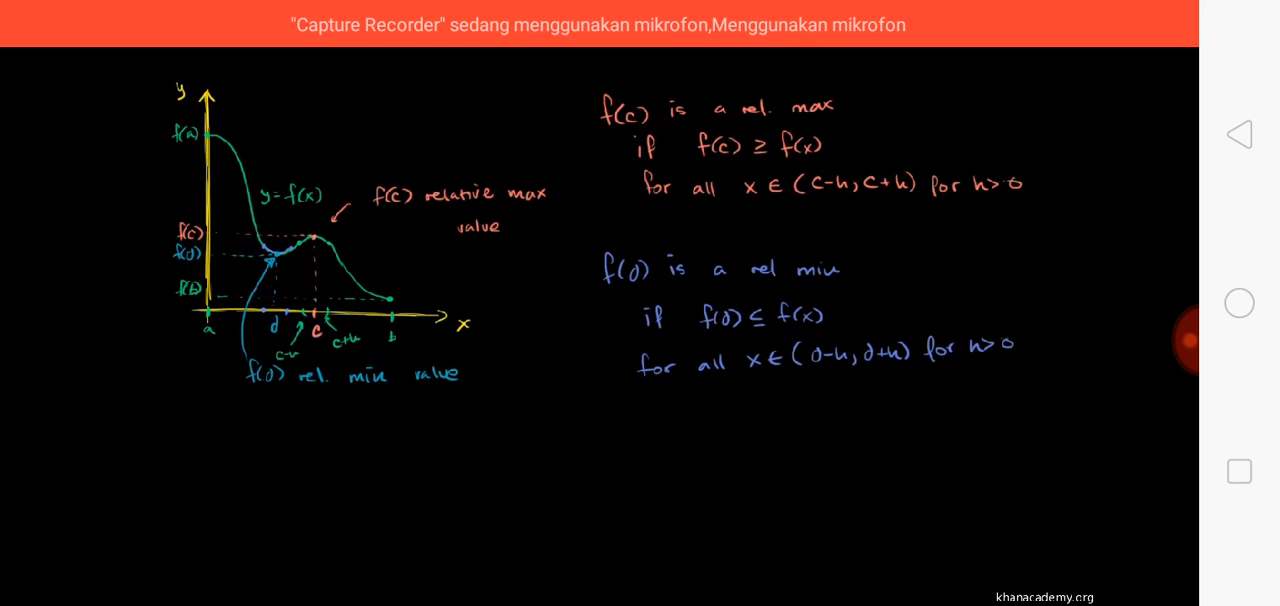 "Capture Recorder" sedang menggunakan mikrofon,Menggunakan mikrofon
y
f(a)
y=f(x)
f(c) relative max
value
f(c)
f(d)
f(b)
a
d
c
b
x
c-h
c+h
f(d) rel. min value
f(c) is a rel. max
if f(c) ≥ f(x)
for all x ∈ (c-h, c+h) for h>0
f(d) is a rel min
if f(d) ≤ f(x)
for all x ∈ (d-h, d+h) for h>0
khanacademy.org